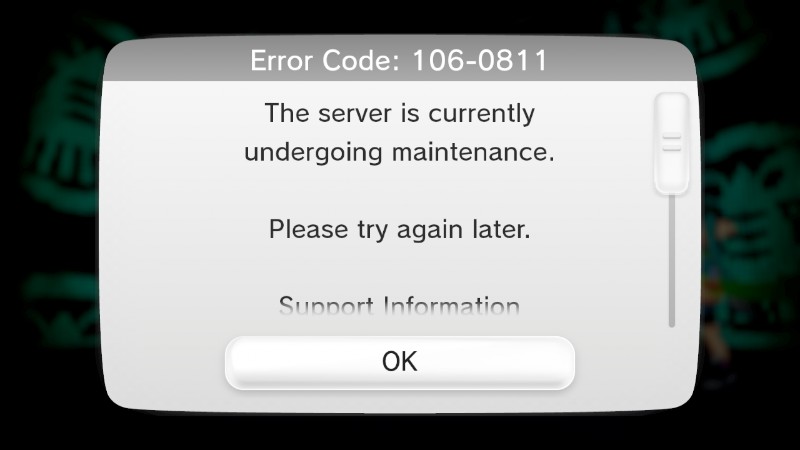 Error Code: 106-0811
The server is currently
undergoing maintenance.
Please try again later.
Support Information
OK